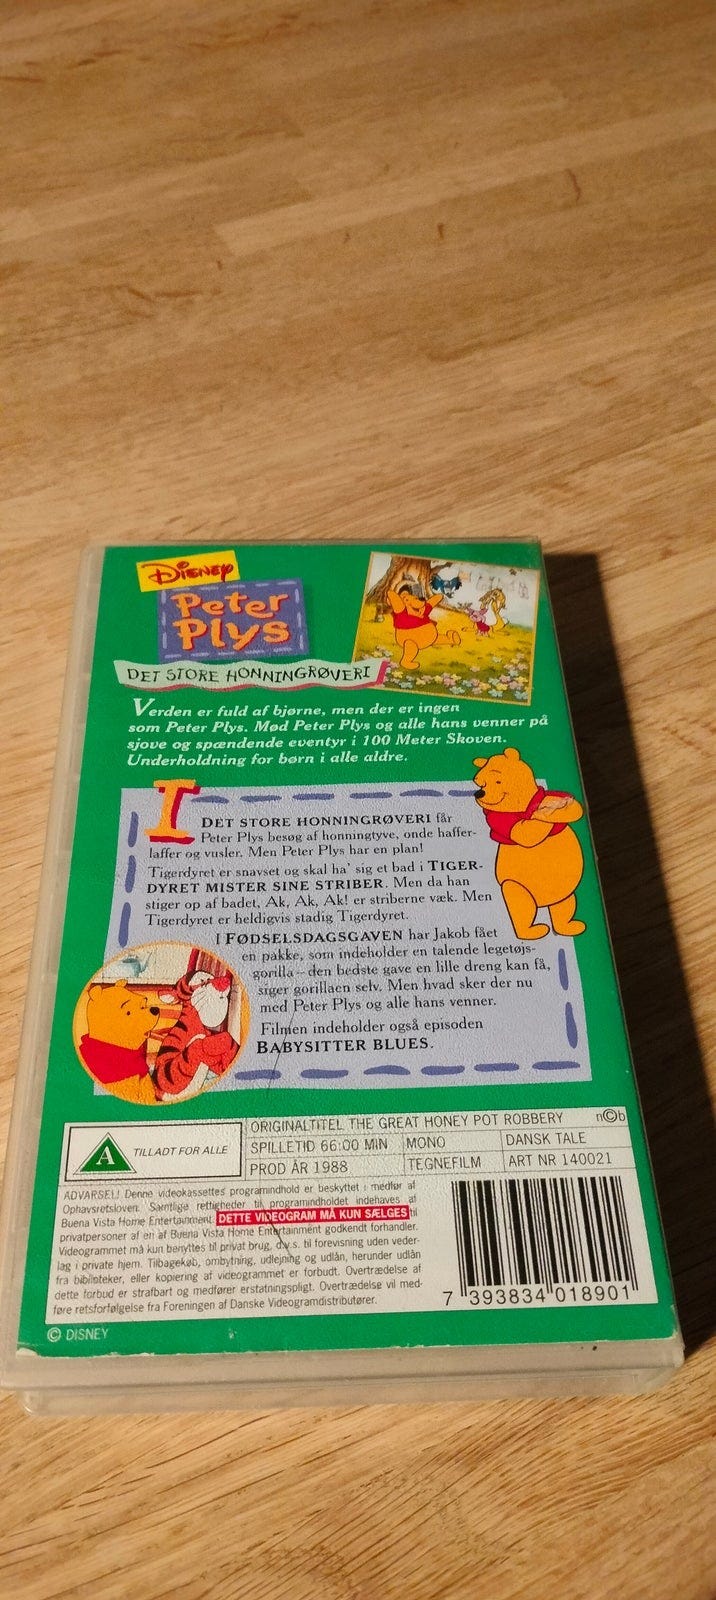 DISNEY
Peter
Plys
DET STORE HONNINGRØVERI
Verden er fuld af bjørne, men der er ingen
som Peter Plys. Mød Peter Plys og alle hans venner på
sjove og spændende eventyr i 100 Meter Skoven.
Underholdning for børn i alle aldre.
I DET STORE HONNINGRØVERI får
Peter Plys besøg af honningtyve, onde haffer-
laffer og vusler. Men Peter Plys har en plan!
Tigerdyret er snavset og skal ha' sig et bad i TIGER-
DYRET MISTER SINE STRIBER. Men da han
stiger op af badet, Ak, Ak, Ak! er striberne væk. Men
Tigerdyret er heldigvis stadig Tigerdyret.
I FØDSELSDAGSGAVEN har Jakob fået
en pakke, som indeholder en talende legetøjs-
gorilla – den bedste gave en lille dreng kan få,
siger gorillaen selv. Men hvad sker der nu
med Peter Plys og alle hans venner.
Filmen indeholder også episoden
BABYSITTER BLUES.
A TILLADT FOR ALLE
ORIGINALTITEL THE GREAT HONEY POT ROBBERY n©b
SPILLETID 66:00 MIN MONO DANSK TALE
PROD ÅR 1988 TEGNEFILM ART NR 140021
ADVARSEL! Denne videokassettes programindhold er beskyttet i medfør af
Ophavsretsloven. Samtlige rettigheder til programindholdet indehaves af
Buena Vista Home Entertainment. DETTE VIDEOGRAM MÅ KUN SÆLGES til
privatpersoner af en af Buena Vista Home Entertainment godkendt forhandler.
Videogrammet må kun benyttes til privat brug, d.v.s. til forevisning uden veder-
lag i private hjem. Tilbagekøb, ombytning, udlejning og udlån, herunder udlån
fra biblioteker, eller kopiering af videogrammet er forbudt. Overtrædelse af
dette forbud er strafbart og medfører erstatningspligt. Overtrædelse vil med-
føre retsforfølgelse fra Foreningen af Danske Videogramdistributører.
7 393834 018901
© DISNEY